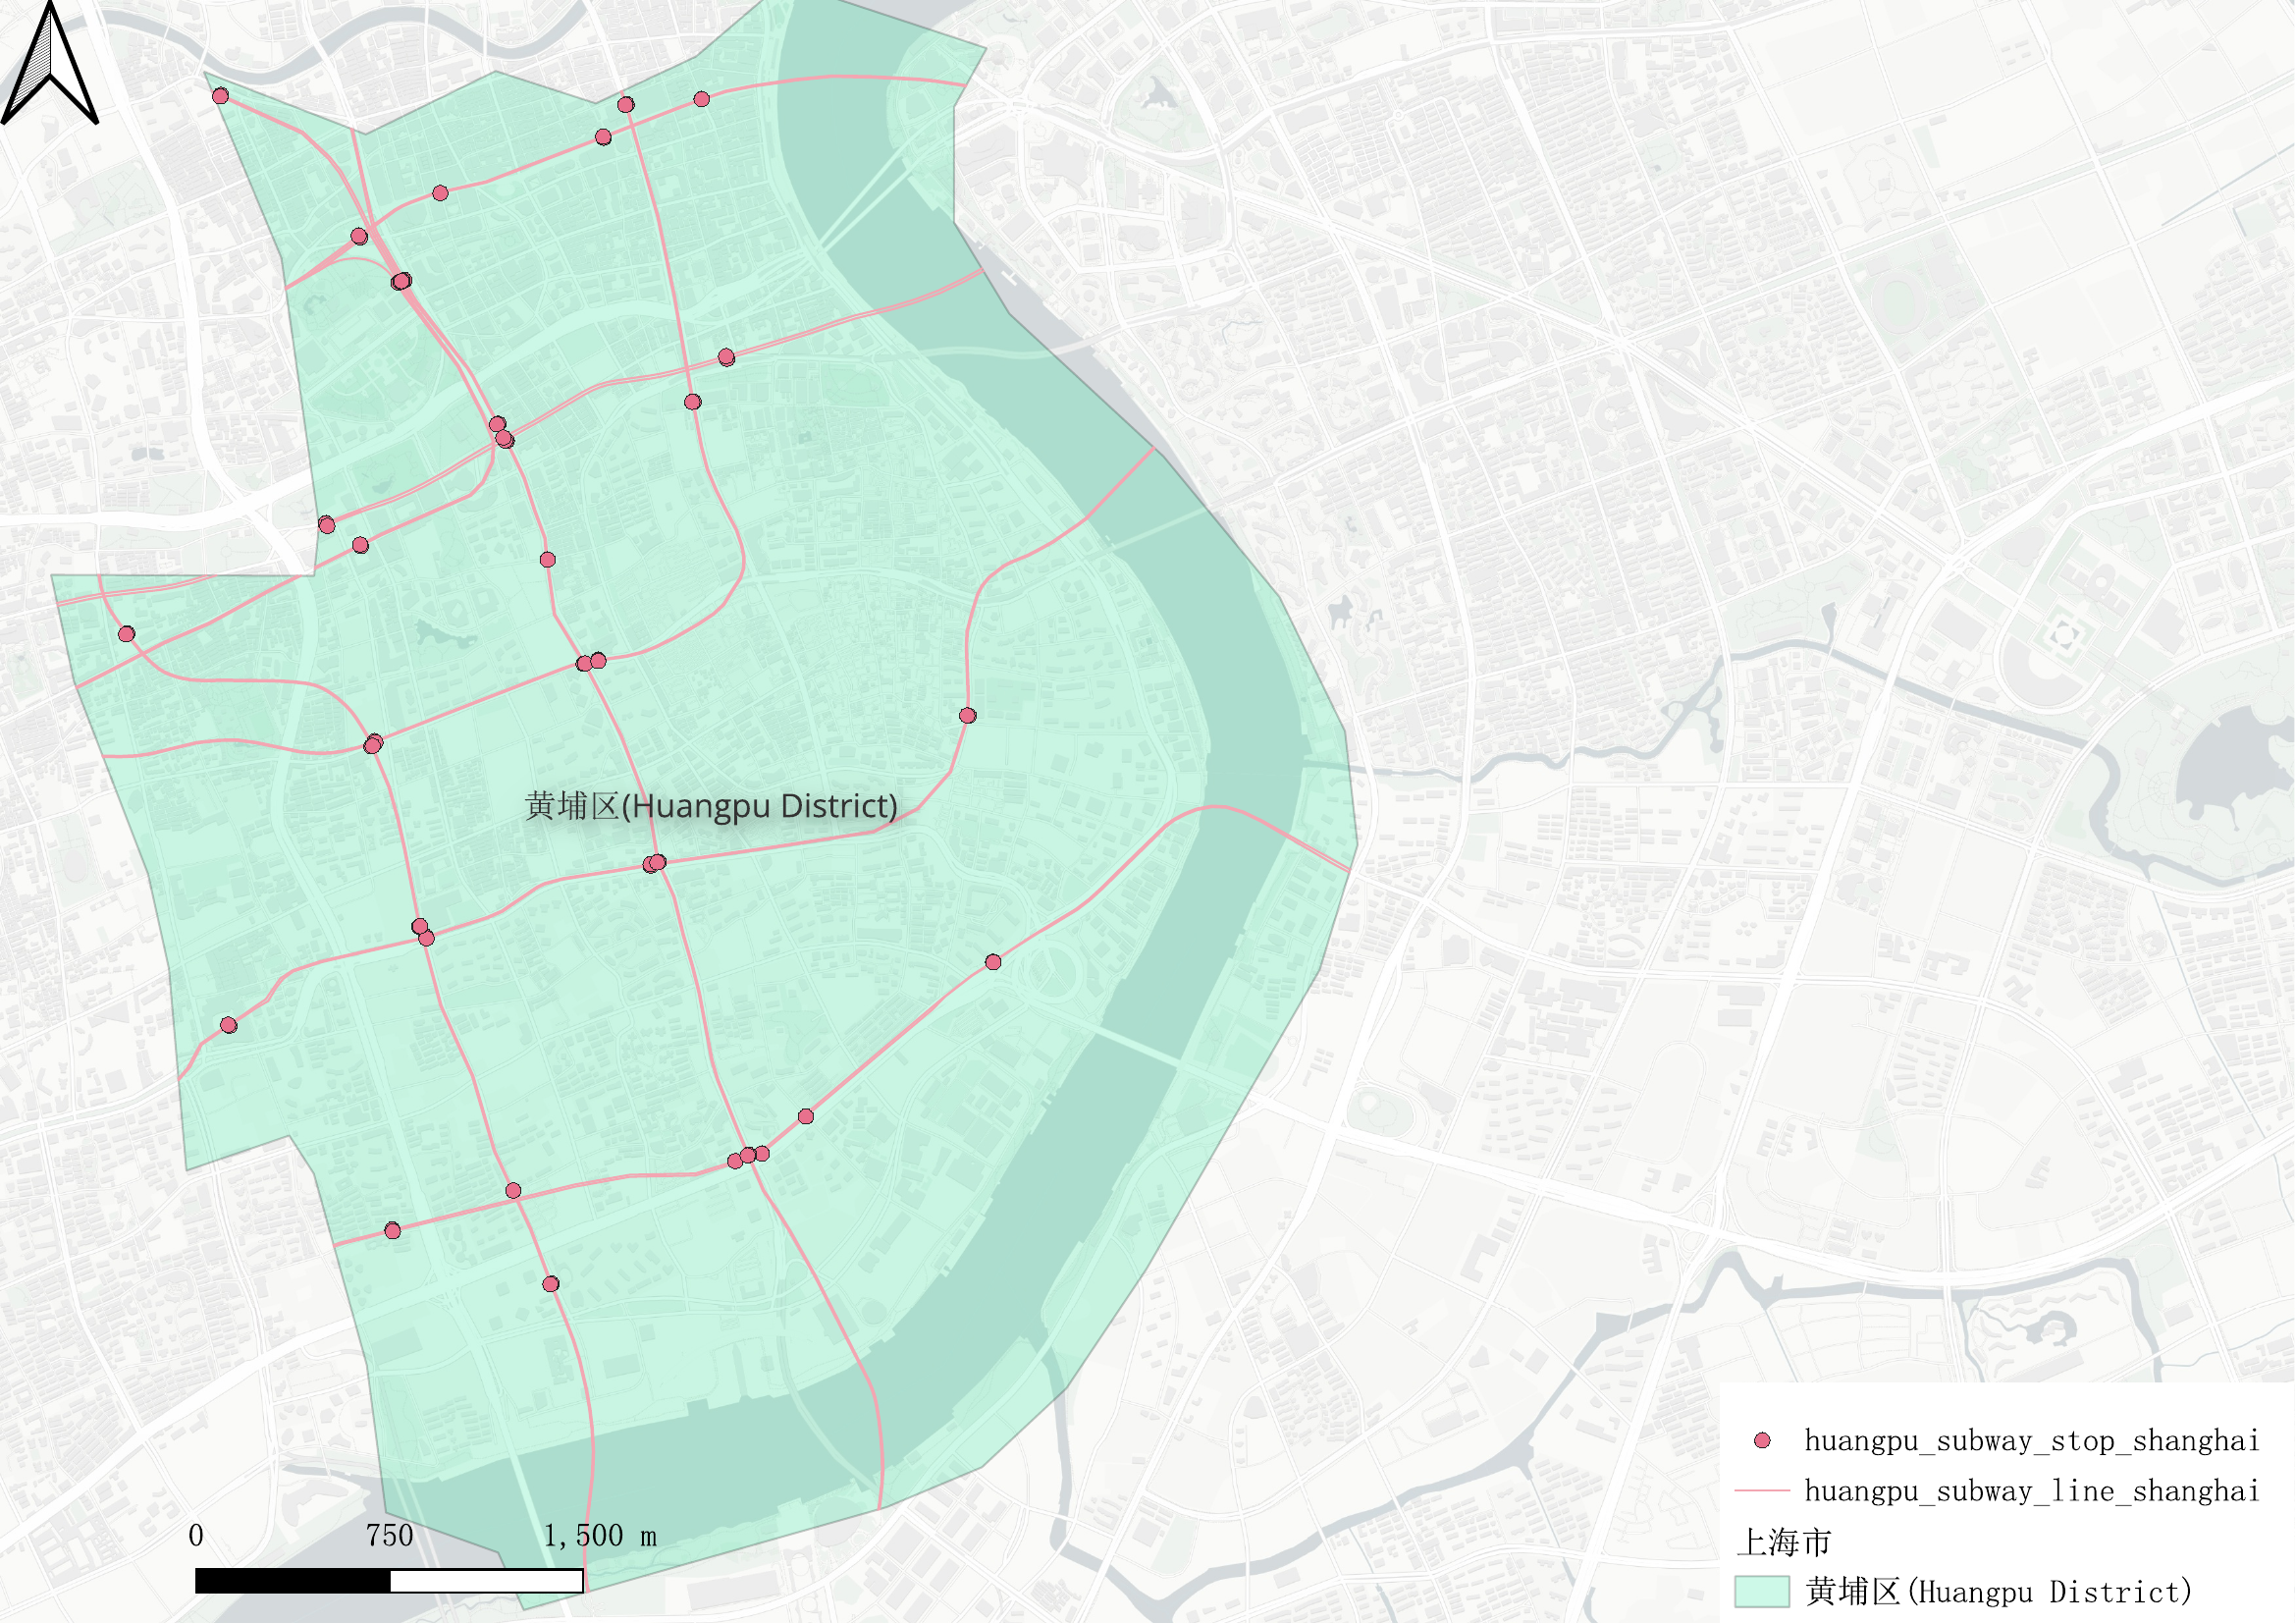 黄埔区(Huangpu District)
0 750 1,500 m
huangpu_subway_stop_shanghai
huangpu_subway_line_shanghai
上海市
黄埔区(Huangpu District)